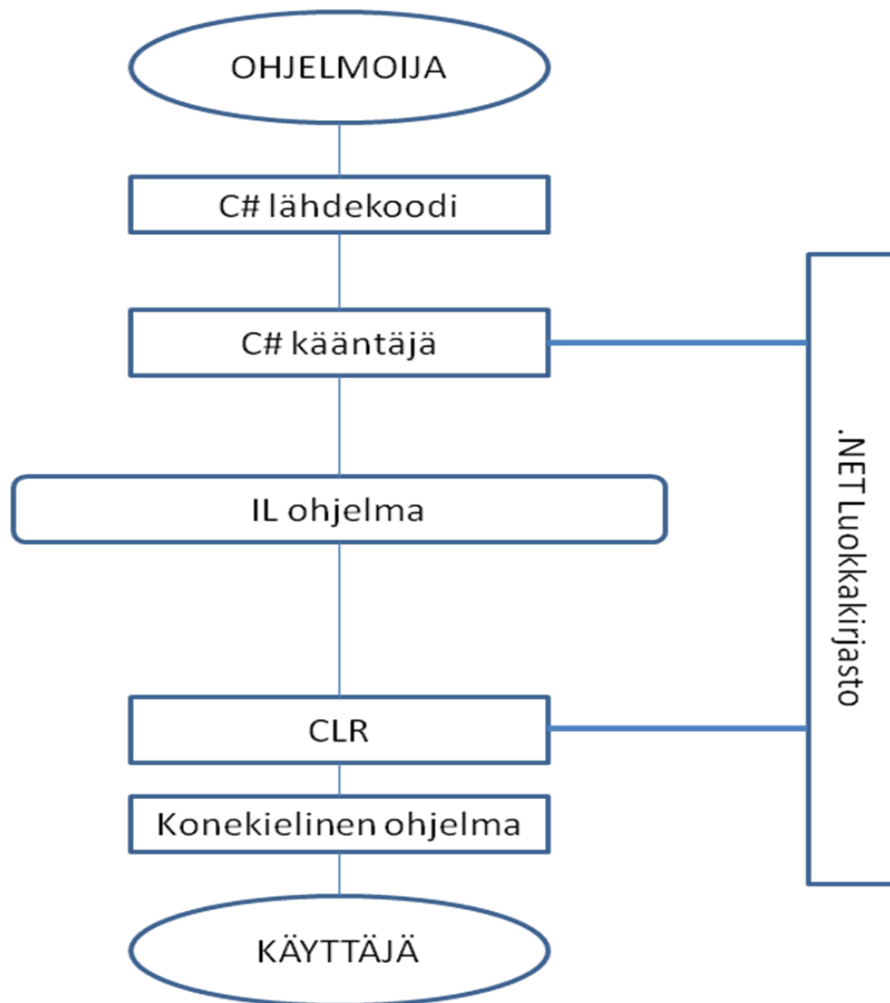 OHJELMOIJA
C# lähdekoodi
C# kääntäjä
IL ohjelma
CLR
Konekielinen ohjelma
KÄYTTÄJÄ
.NET Luokkakirjasto